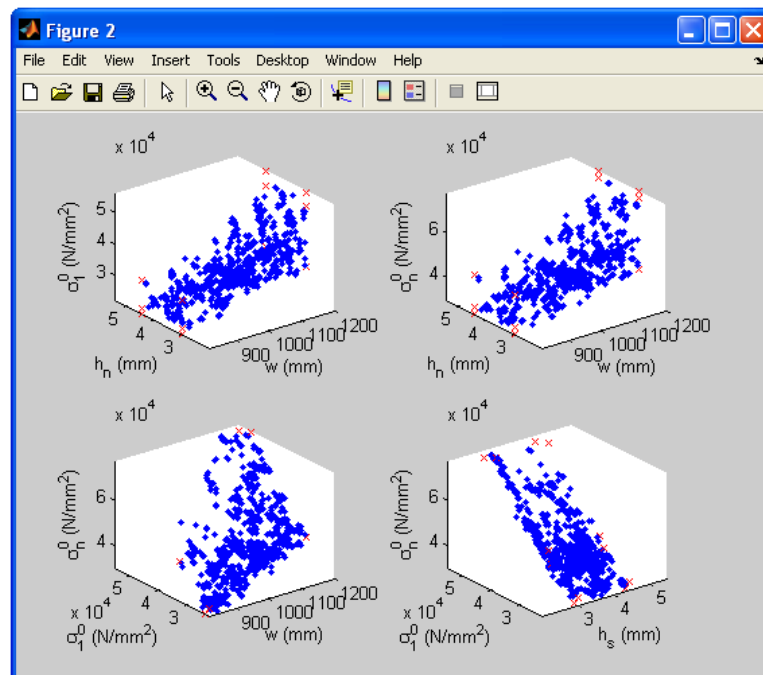 Figure 2
File Edit View Insert Tools Desktop Window Help
x 10^4
x 10^4
5
4
3
σ_1^0 (N/mm^2)
5
4
3
h_n (mm)
900
1000
1100
1200
w (mm)
6
4
σ_n^0 (N/mm^2)
5
4
3
h_n (mm)
900
1000
1100
1200
w (mm)
x 10^4
x 10^4
6
4
σ_n^0 (N/mm^2)
5
4
3
x 10^4
σ_1^0 (N/mm^2)
900
1000
1100
1200
w (mm)
6
4
σ_n^0 (N/mm^2)
5
4
3
x 10^4
σ_1^0 (N/mm^2)
3
4
5
h_s (mm)